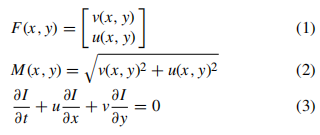 F(x, y) = [ v(x, y) u(x, y) ] (1)
M(x, y) = √v(x, y)2 + u(x, y)2 (2)
∂I/∂t + u ∂I/∂x + v ∂I/∂y = 0 (3)